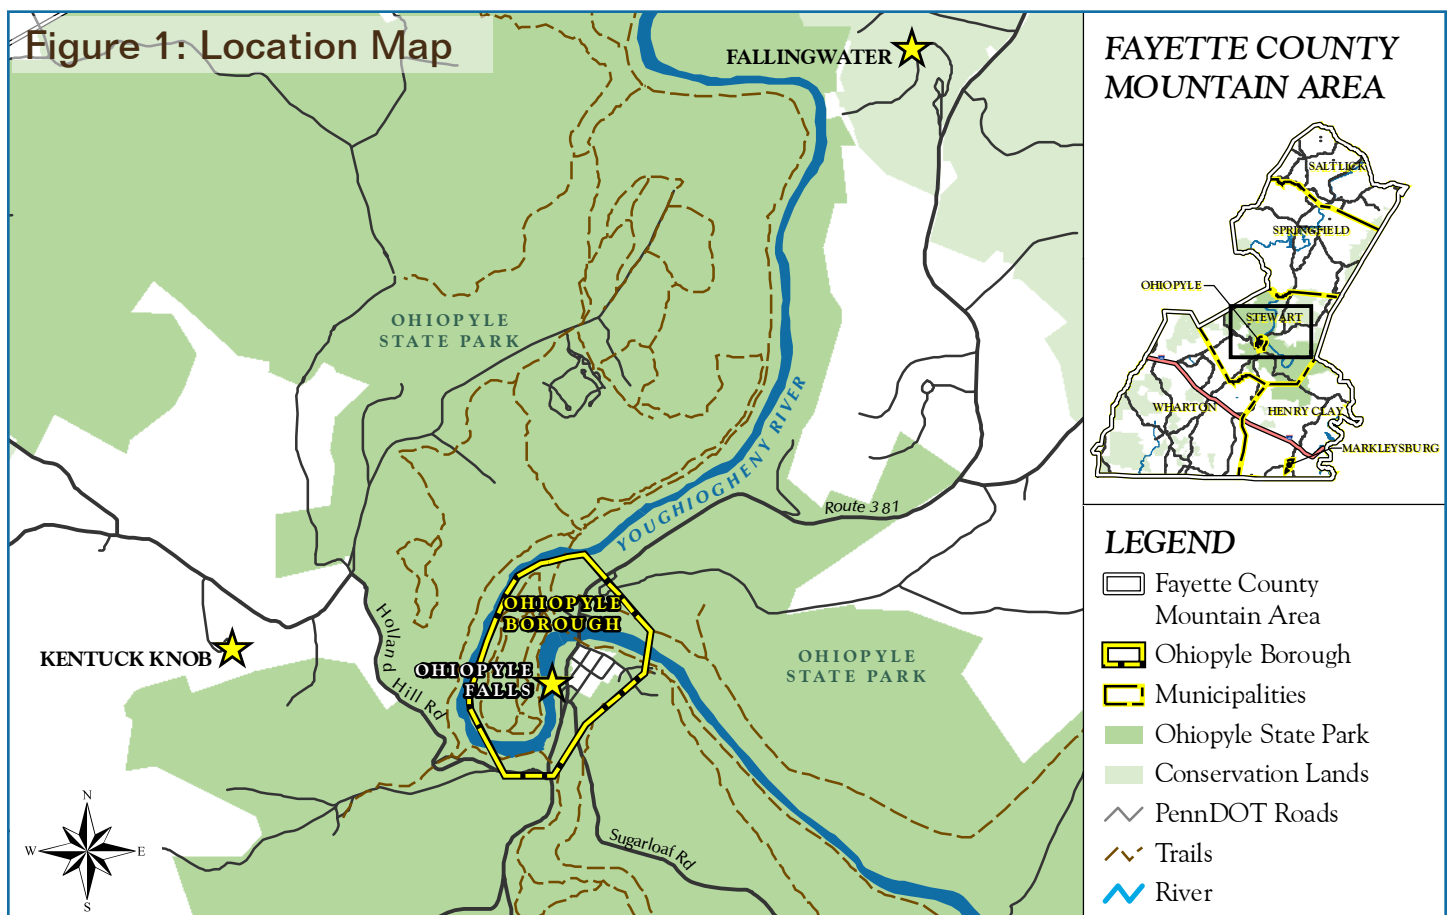 Figure 1: Location Map
FALLINGWATER
OHIOPYLE
STATE PARK
YOUGHIOGHENY RIVER
Route 381
OHIOPYLE
BOROUGH
Holland Hill Rd
KENTUCK KNOB
OHIOPYLE
FALLS
OHIOPYLE
STATE PARK
Sugarloaf Rd
N
W
E
S
FAYETTE COUNTY
MOUNTAIN AREA
SALTLICK
SPRINGFIELD
OHIOPYLE
STEWART
WHARTON
HENRY CLAY
MARKLEYSBURG
LEGEND
Fayette County
Mountain Area
Ohiopyle Borough
Municipalities
Ohiopyle State Park
Conservation Lands
PennDOT Roads
Trails
River